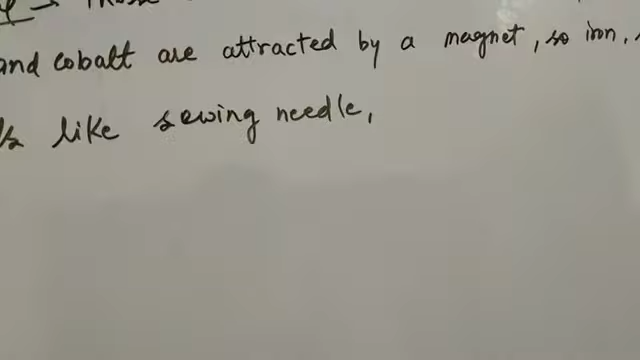 and cobalt are attracted by a magnet, so iron,
like sewing needle,